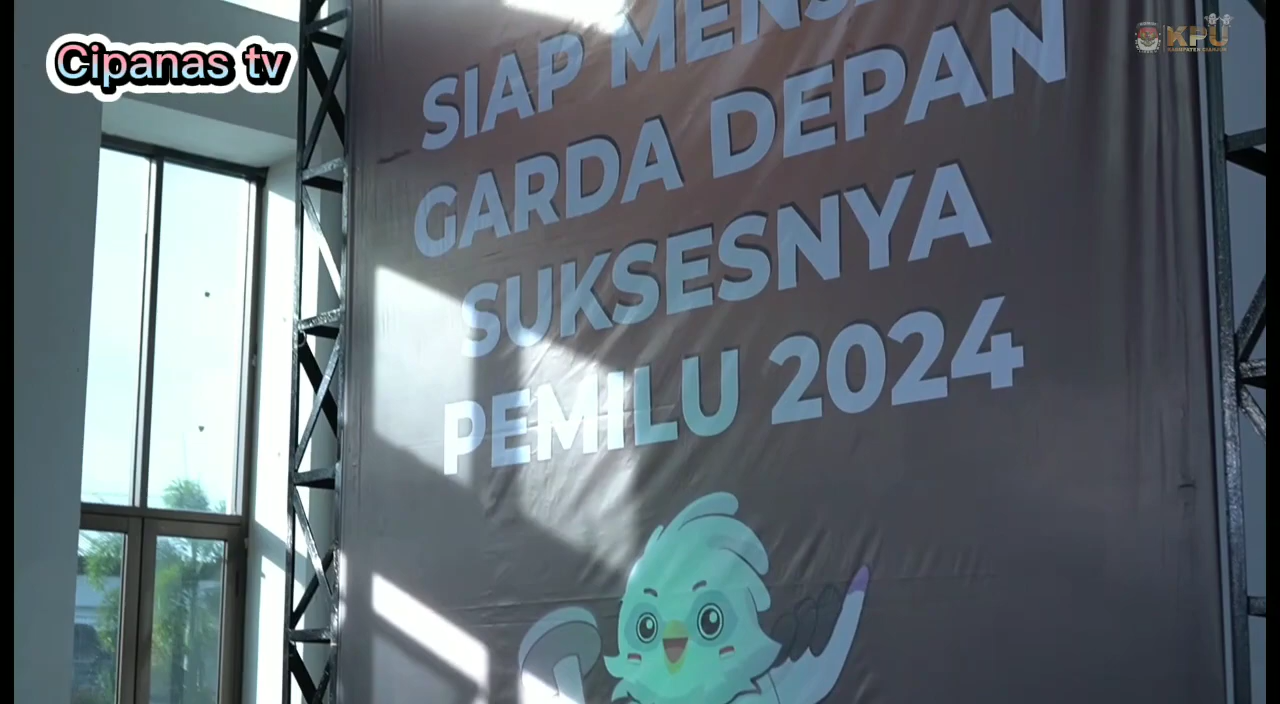 Cipanas tv
KPU
SIAP
GARDA DEPAN
SUKSESNYA
PEMILU 2024